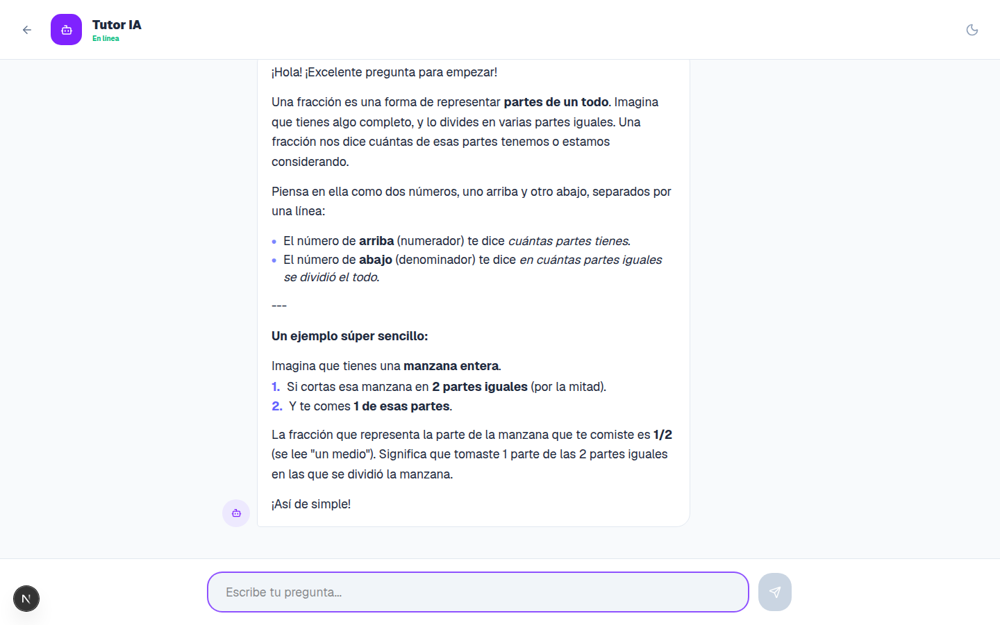 Tutor IA
En línea
¡Hola! ¡Excelente pregunta para empezar!
Una fracción es una forma de representar partes de un todo. Imagina
que tienes algo completo, y lo divides en varias partes iguales. Una
fracción nos dice cuántas de esas partes tenemos o estamos
considerando.
Piensa en ella como dos números, uno arriba y otro abajo, separados por
una línea:
• El número de arriba (numerador) te dice cuántas partes tienes.
• El número de abajo (denominador) te dice en cuántas partes iguales
se dividió el todo.
---
Un ejemplo súper sencillo:
Imagina que tienes una manzana entera.
1. Si cortas esa manzana en 2 partes iguales (por la mitad).
2. Y te comes 1 de esas partes.
La fracción que representa la parte de la manzana que te comiste es 1/2
(se lee "un medio"). Significa que tomaste 1 parte de las 2 partes iguales
en las que se dividió la manzana.
¡Así de simple!
Escribe tu pregunta...
N